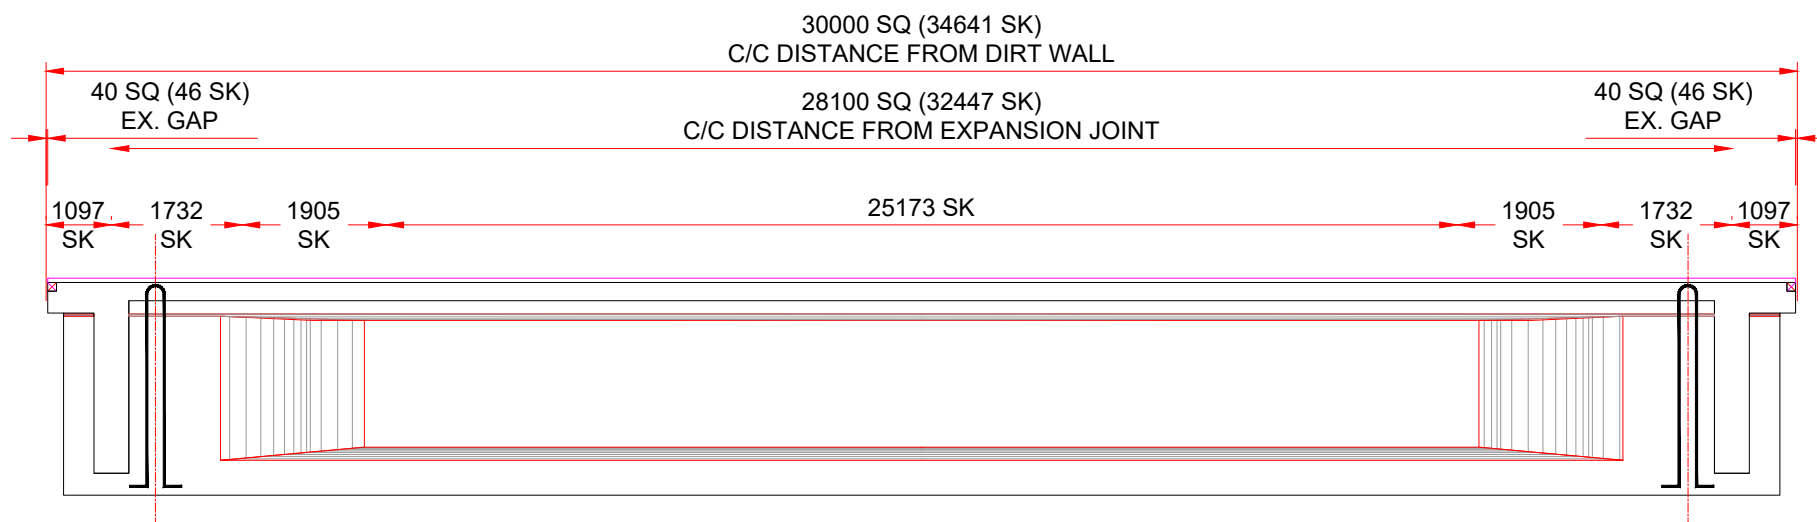 30000 SQ (34641 SK)
C/C DISTANCE FROM DIRT WALL
40 SQ (46 SK)
EX. GAP
28100 SQ (32447 SK)
C/C DISTANCE FROM EXPANSION JOINT
40 SQ (46 SK)
EX. GAP
1097
SK
1732
SK
1905
SK
25173 SK
1905
SK
1732
SK
1097
SK